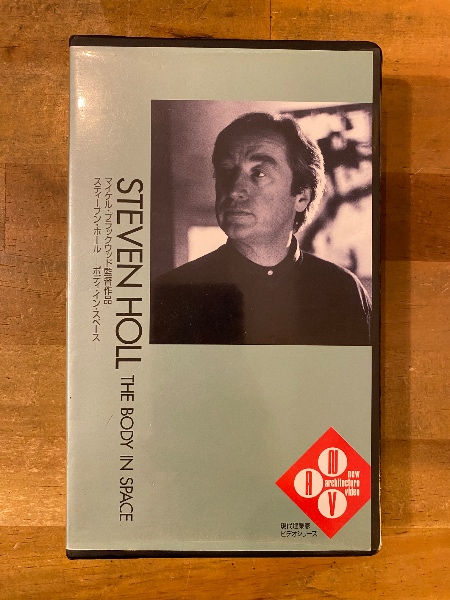 STEVEN HOLL THE BODY IN SPACE
マイケル・ブラックウッド監督作品
スティーブン・ホール ボディ・イン・スペース
N
new
A architecture
V video
現代建築家
ビデオシリーズ